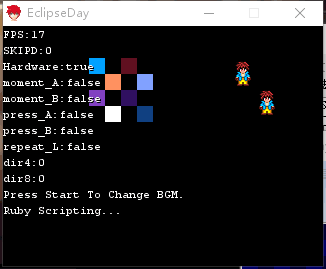 EclipseDay
FPS:17
SKIPD:0
Hardware:true
moment_A:false
moment_B:false
press_A:false
press_B:false
repeat_L:false
dir4:0
dir8:0
Press Start To Change BGM.
Ruby Scripting...